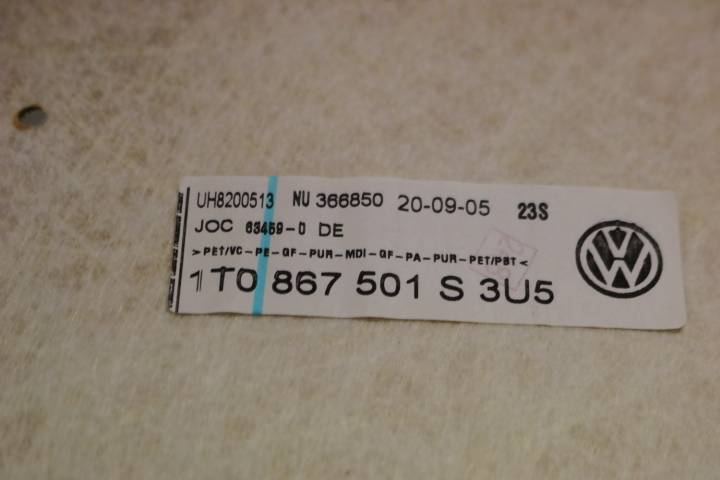 UH8200513 NU 366850 20-09-05 23S
JOC 63469-0 DE
>PET/VC-PE-GF-PUR-MDI-GF-PA-PUR-PET/PBT<
1T0 867 501 S 3U5